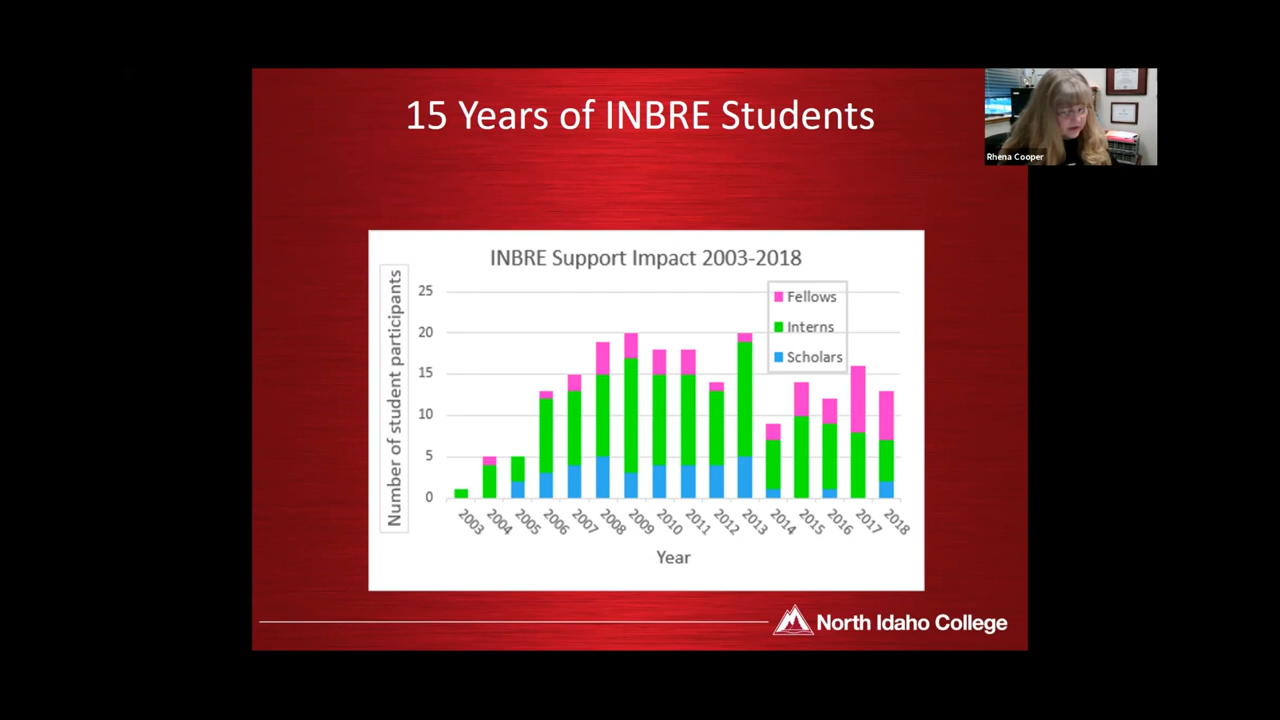 15 Years of INBRE Students
Rhena Cooper
INBRE Support Impact 2003-2018
Number of student participants
25
20
15
10
5
0
Fellows
Interns
Scholars
2003
2004
2005
2006
2007
2008
2009
2010
2011
2012
2013
2014
2015
2016
2017
2018
Year
North Idaho College